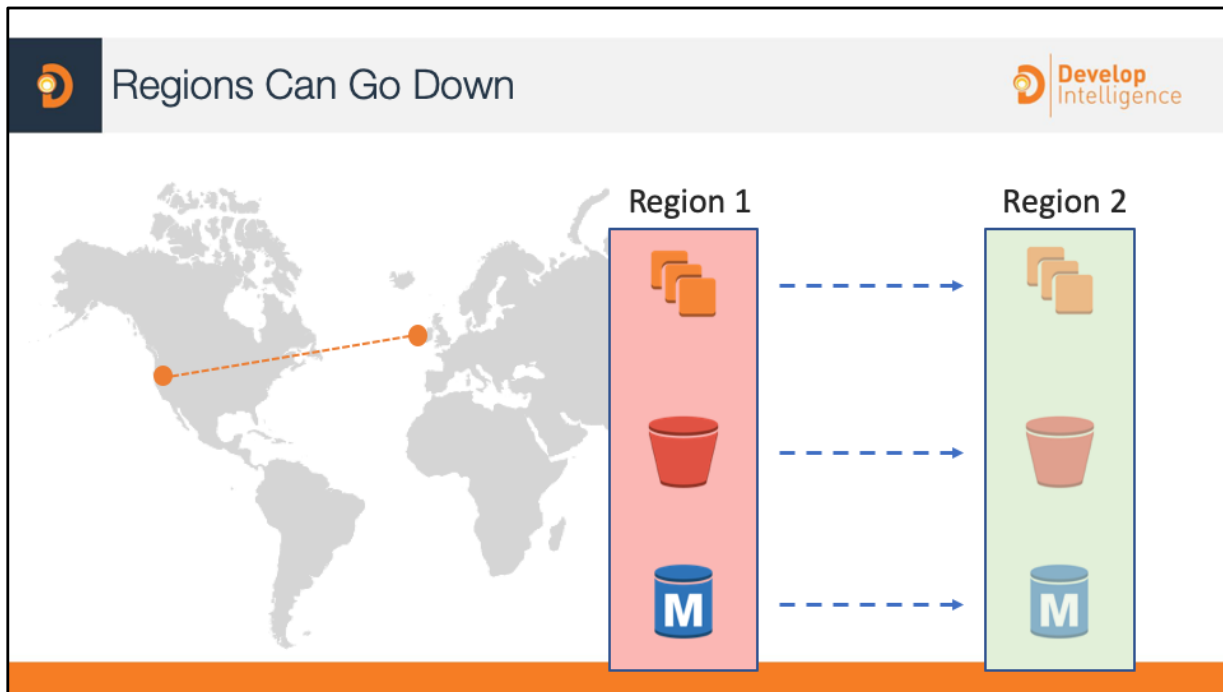 Regions Can Go Down
Develop
Intelligence
Region 1
Region 2
M
M